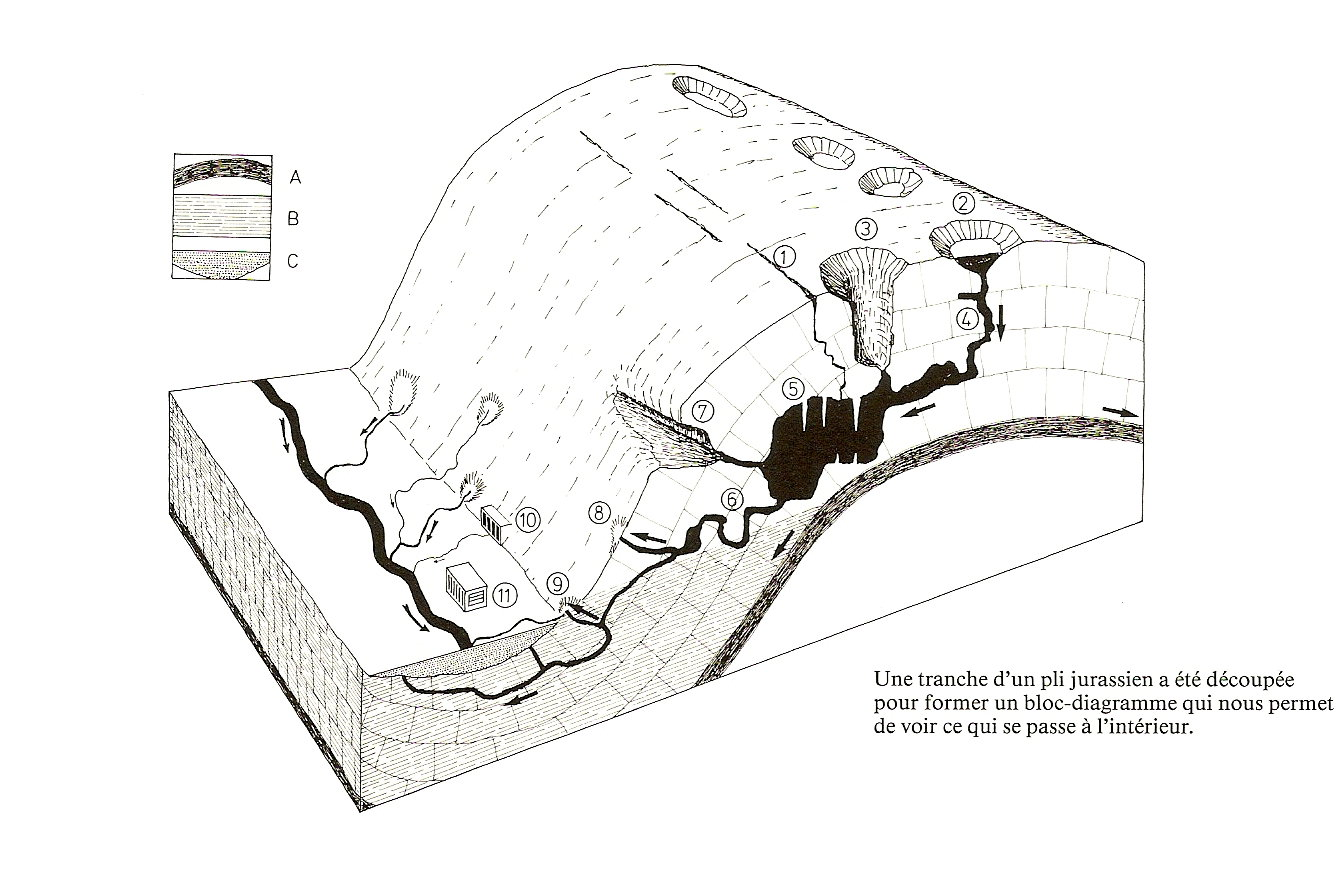 A
B
C
1
2
3
4
5
6
7
8
9
10
11
Une tranche d'un pli jurassien a été découpée
pour former un bloc-diagramme qui nous permet
de voir ce qui se passe à l'intérieur.